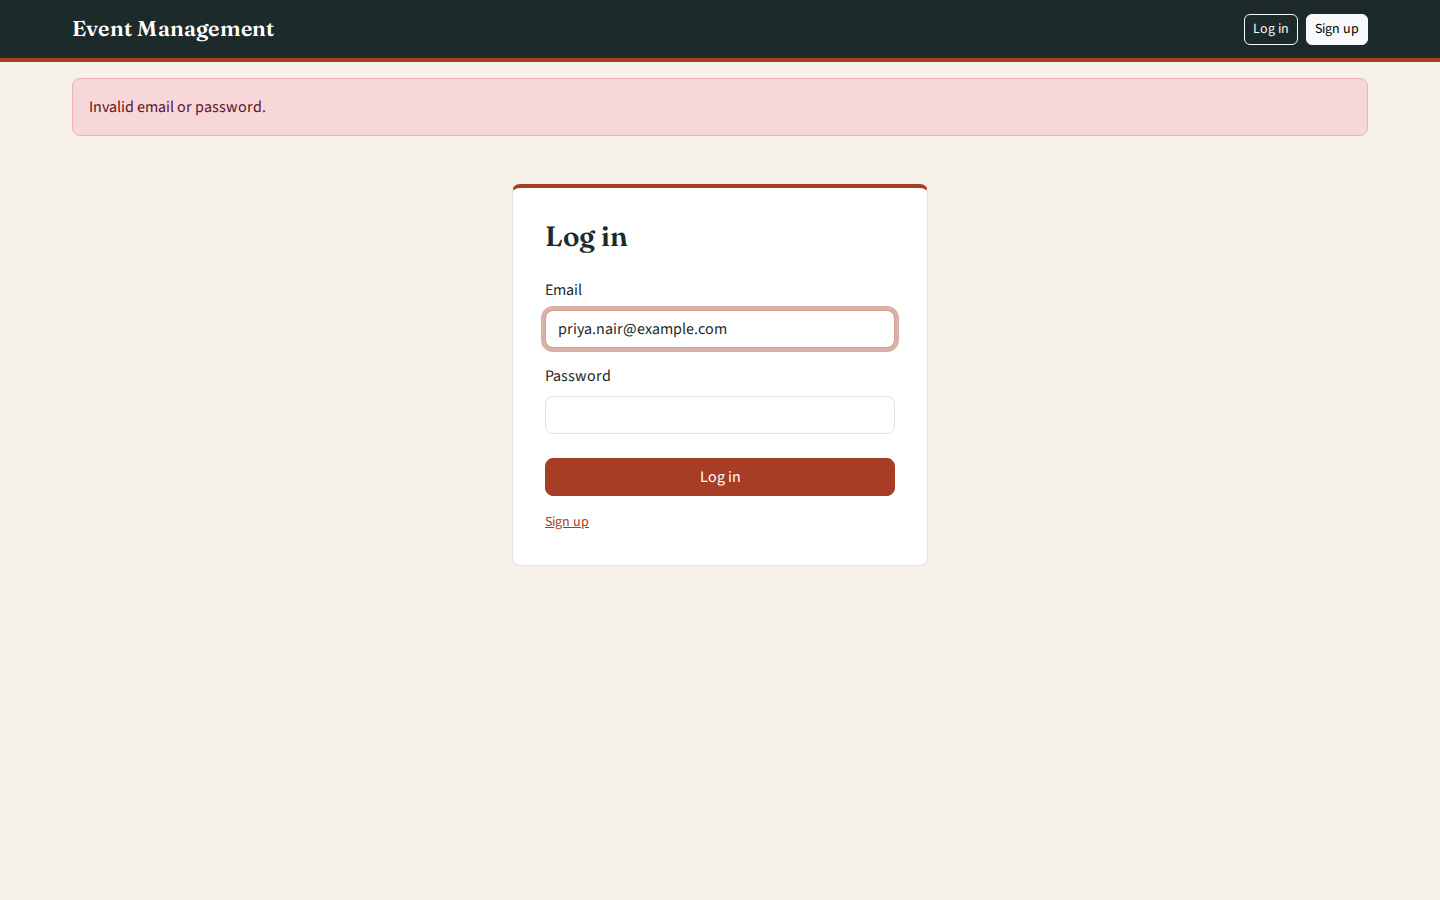 Event Management
Log in
Sign up
Invalid email or password.
Log in
Email
priya.nair@example.com
Password
Log in
Sign up